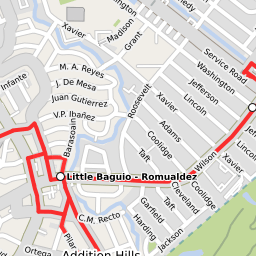 Xavier
Madison
Grant
Service Road
Washington
Infante
M. A. Reyes
J. De Mesa
Juan Gutierrez
V.P. Ibañez
Barasoain
Roosevelt
Xavier
Jefferson
Lincoln
Adams
Coolidge
Taft
Wilson
Xavier
Lincoln
Jefferson
Little Baguio - Romualdez
Taft
Cleveland
Coolidge
C.M. Recto
Garfield
Harding
Jackson
Pilar
Addition Hills
Ortega